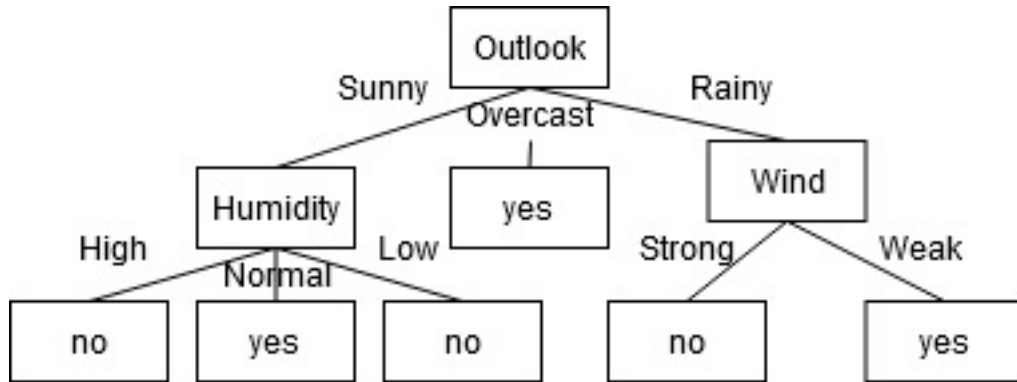 Outlook
Sunny
Overcast
Rainy
Humidity
yes
Wind
High
Normal
Low
Strong
Weak
no
yes
no
no
yes